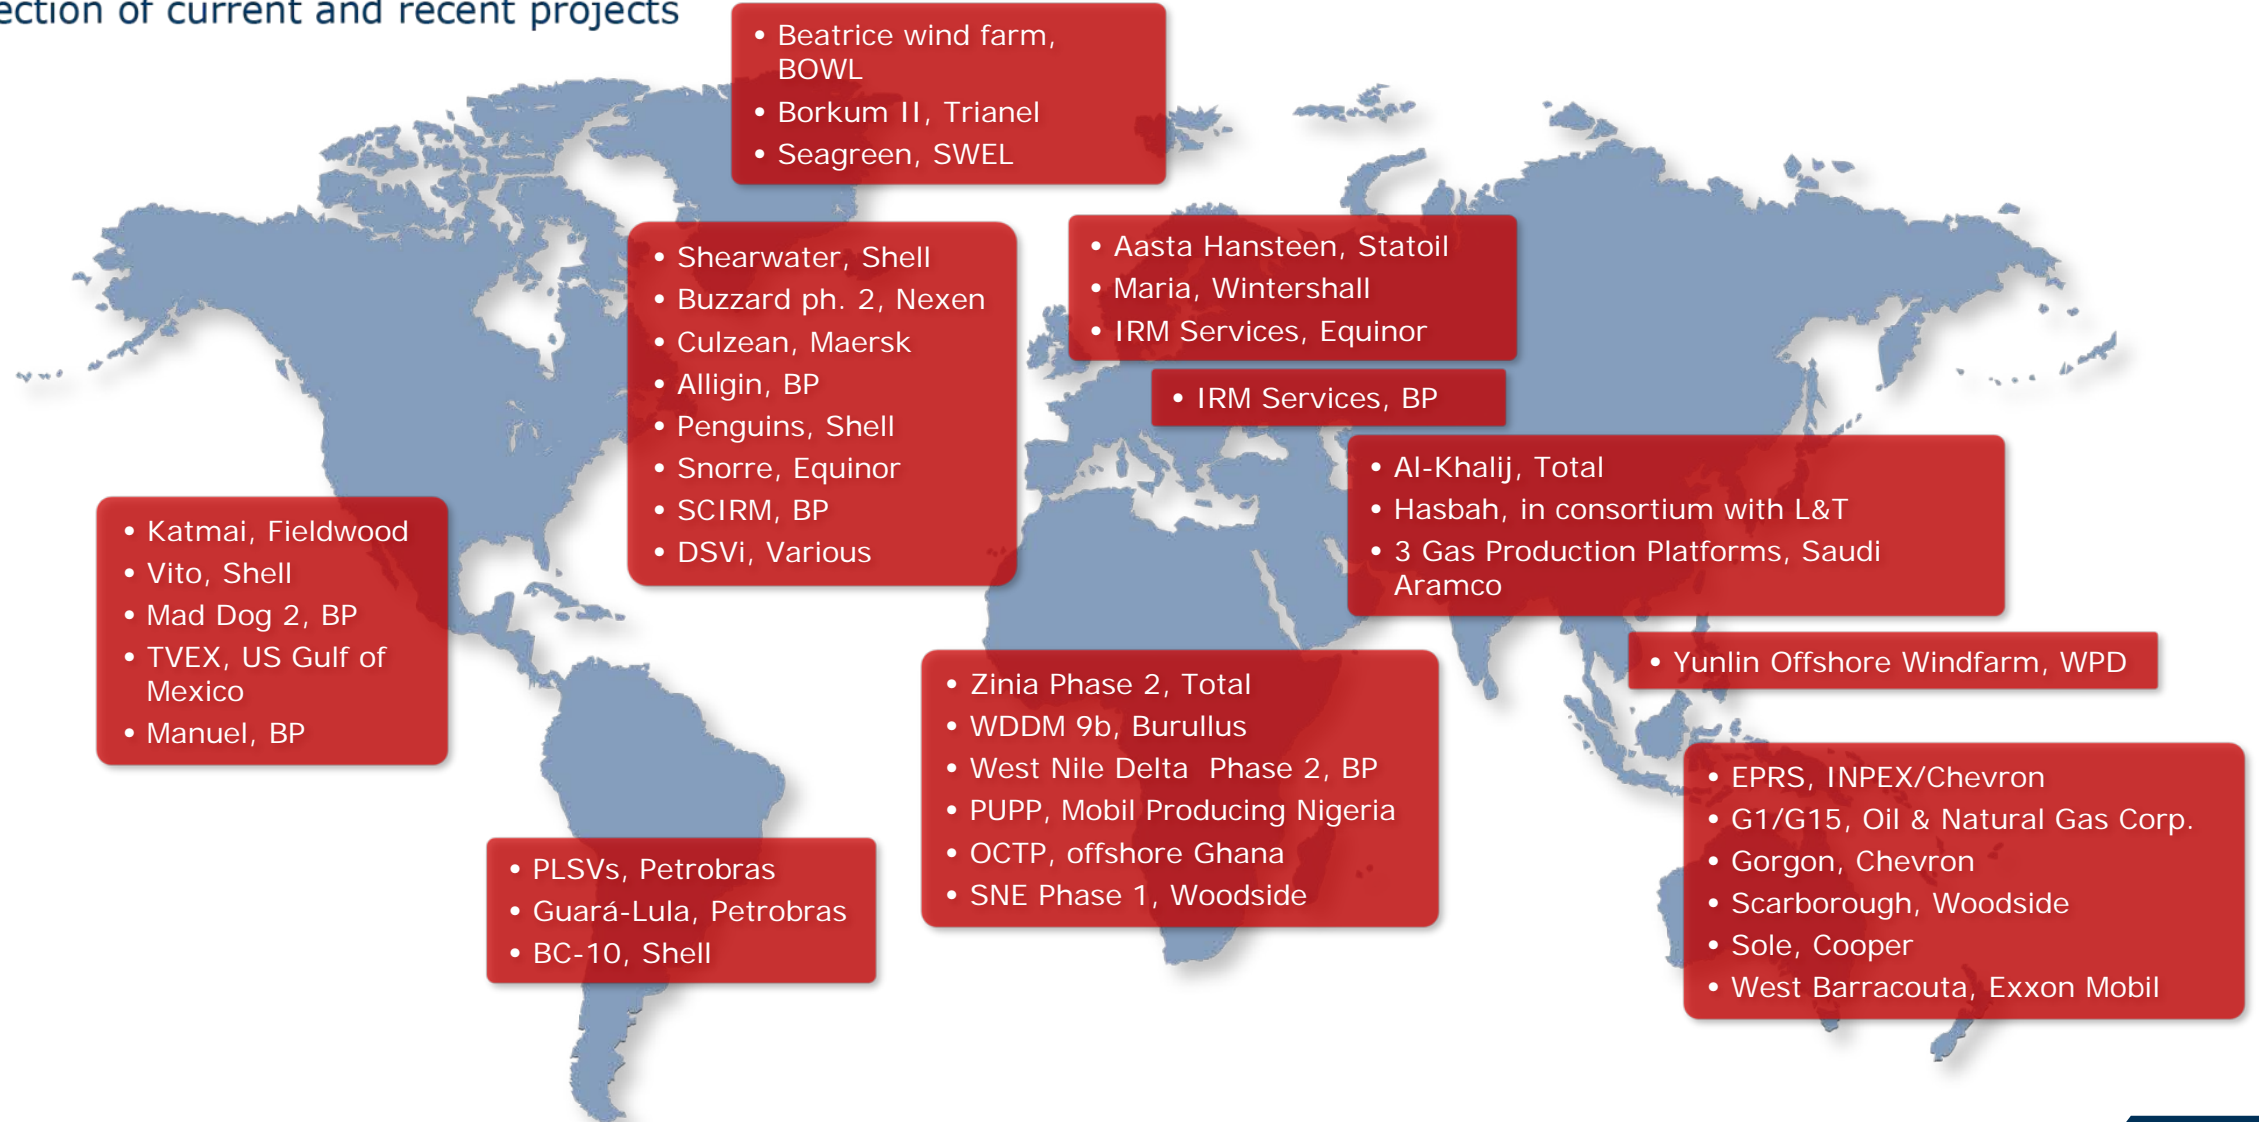 ection of current and recent projects
• Beatrice wind farm,
BOWL
• Borkum II, Trianel
• Seagreen, SWEL
• Shearwater, Shell
• Buzzard ph. 2, Nexen
• Culzean, Maersk
• Alligin, BP
• Penguins, Shell
• Snorre, Equinor
• SCIRM, BP
• DSVi, Various
• Aasta Hansteen, Statoil
• Maria, Wintershall
• IRM Services, Equinor
• IRM Services, BP
• Al-Khalij, Total
• Hasbah, in consortium with L&T
• 3 Gas Production Platforms, Saudi
Aramco
• Katmai, Fieldwood
• Vito, Shell
• Mad Dog 2, BP
• TVEX, US Gulf of
Mexico
• Manuel, BP
• Yunlin Offshore Windfarm, WPD
• Zinia Phase 2, Total
• WDDM 9b, Burullus
• West Nile Delta  Phase 2, BP
• PUPP, Mobil Producing Nigeria
• OCTP, offshore Ghana
• SNE Phase 1, Woodside
• EPRS, INPEX/Chevron
• G1/G15, Oil & Natural Gas Corp.
• Gorgon, Chevron
• Scarborough, Woodside
• Sole, Cooper
• West Barracouta, Exxon Mobil
• PLSVs, Petrobras
• Guará-Lula, Petrobras
• BC-10, Shell